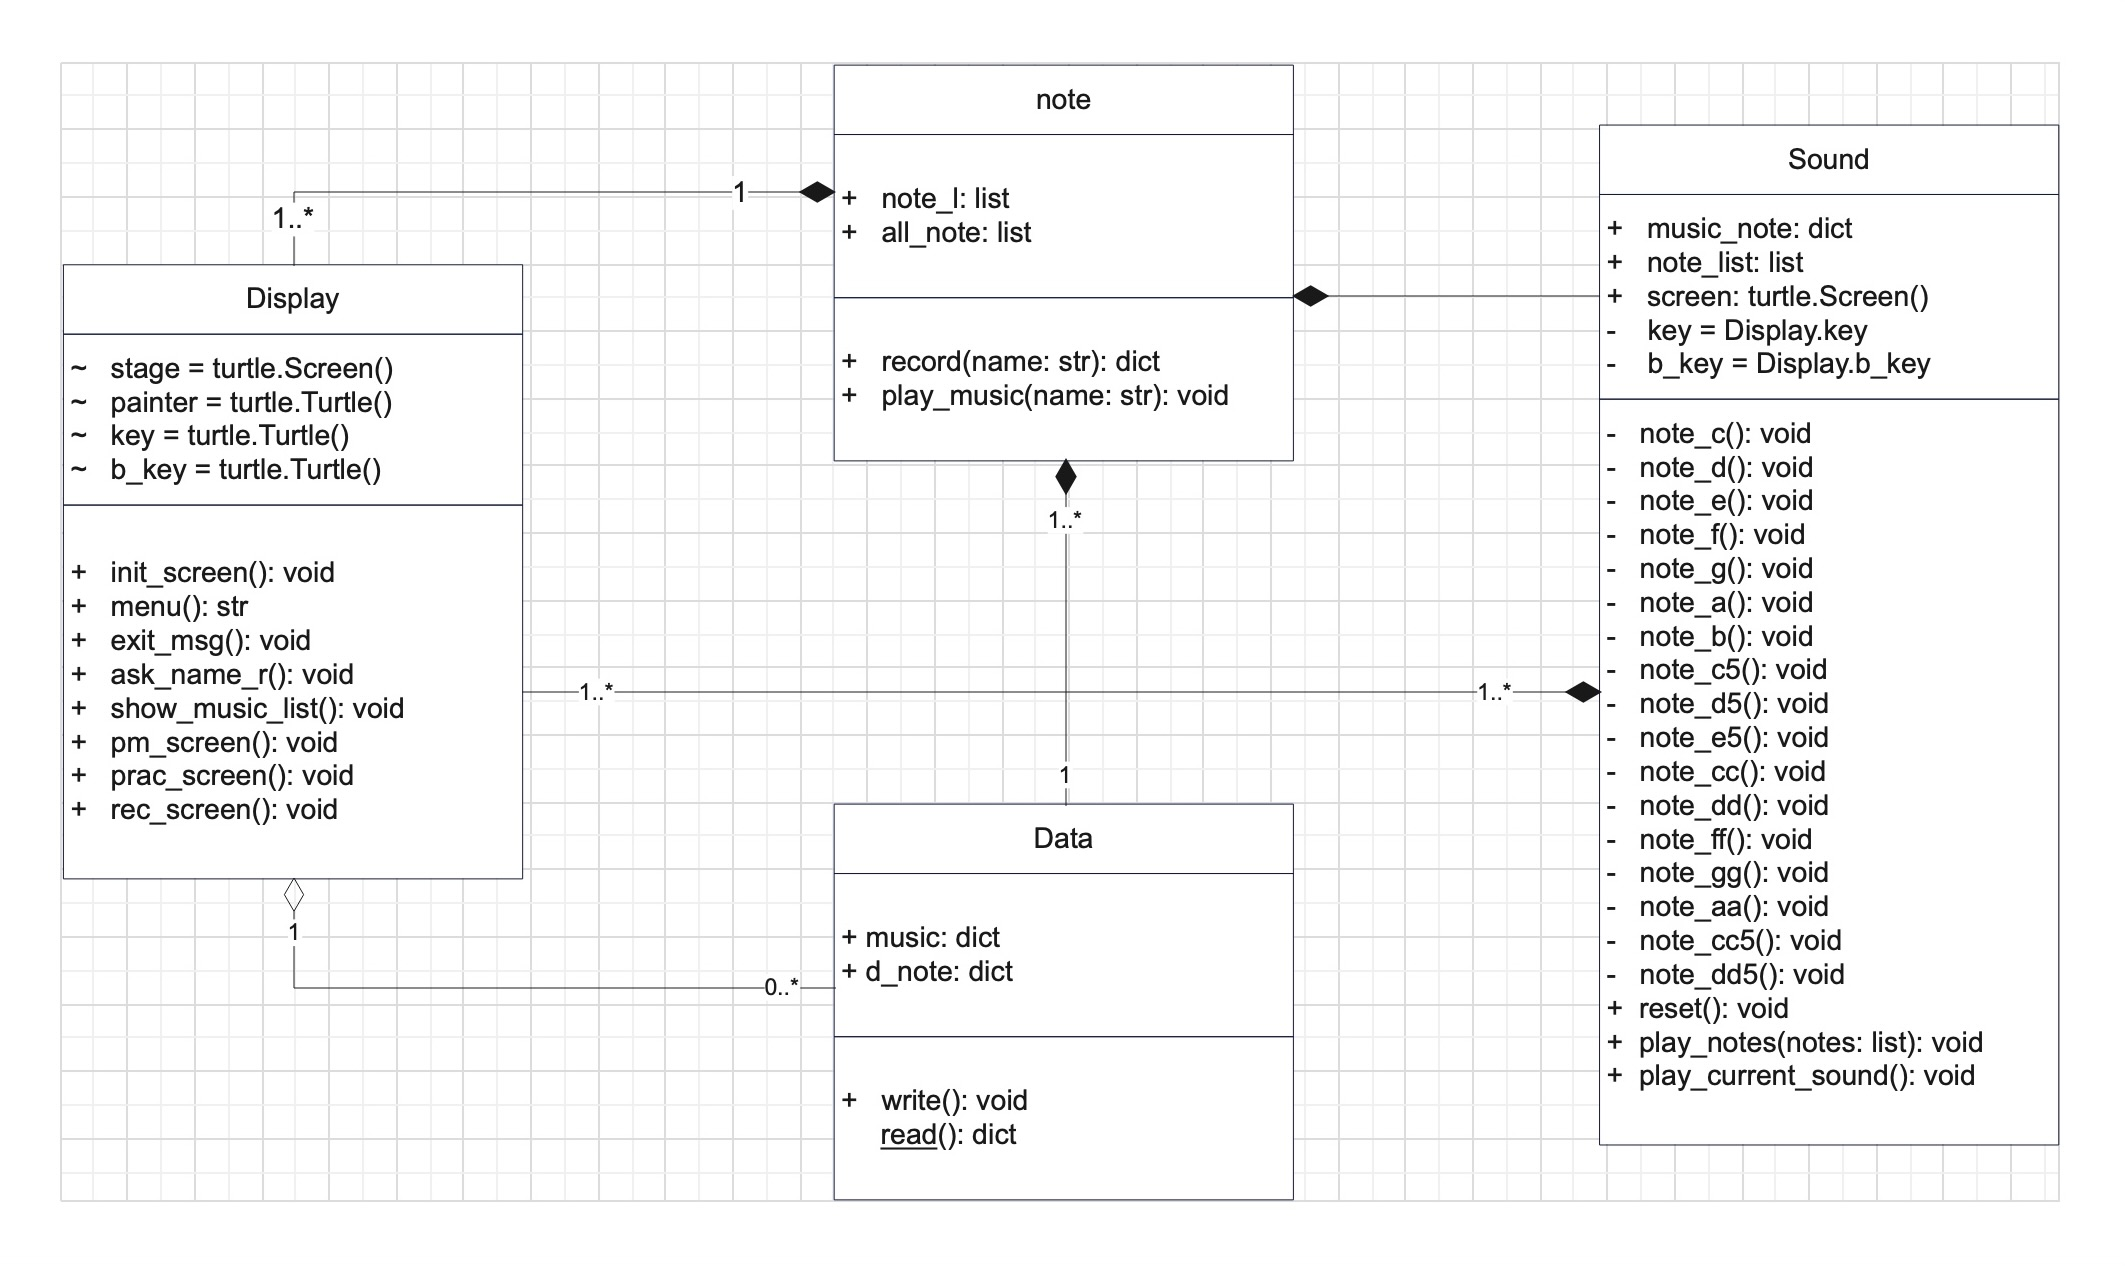 note
+ note_l: list
+ all_note: list
+ record(name: str): dict
+ play_music(name: str): void
1
1..*
Display
~ stage = turtle.Screen()
~ painter = turtle.Turtle()
~ key = turtle.Turtle()
~ b_key = turtle.Turtle()
+ init_screen(): void
+ menu(): str
+ exit_msg(): void
+ ask_name_r(): void
+ show_music_list(): void
+ pm_screen(): void
+ prac_screen(): void
+ rec_screen(): void
1..*
1..*
1..*
1
1
0..*
Data
+ music: dict
+ d_note: dict
+ write(): void
read(): dict
Sound
+ music_note: dict
+ note_list: list
+ screen: turtle.Screen()
- key = Display.key
- b_key = Display.b_key
- note_c(): void
- note_d(): void
- note_e(): void
- note_f(): void
- note_g(): void
- note_a(): void
- note_b(): void
- note_c5(): void
- note_d5(): void
- note_e5(): void
- note_cc(): void
- note_dd(): void
- note_ff(): void
- note_gg(): void
- note_aa(): void
- note_cc5(): void
- note_dd5(): void
+ reset(): void
+ play_notes(notes: list): void
+ play_current_sound(): void